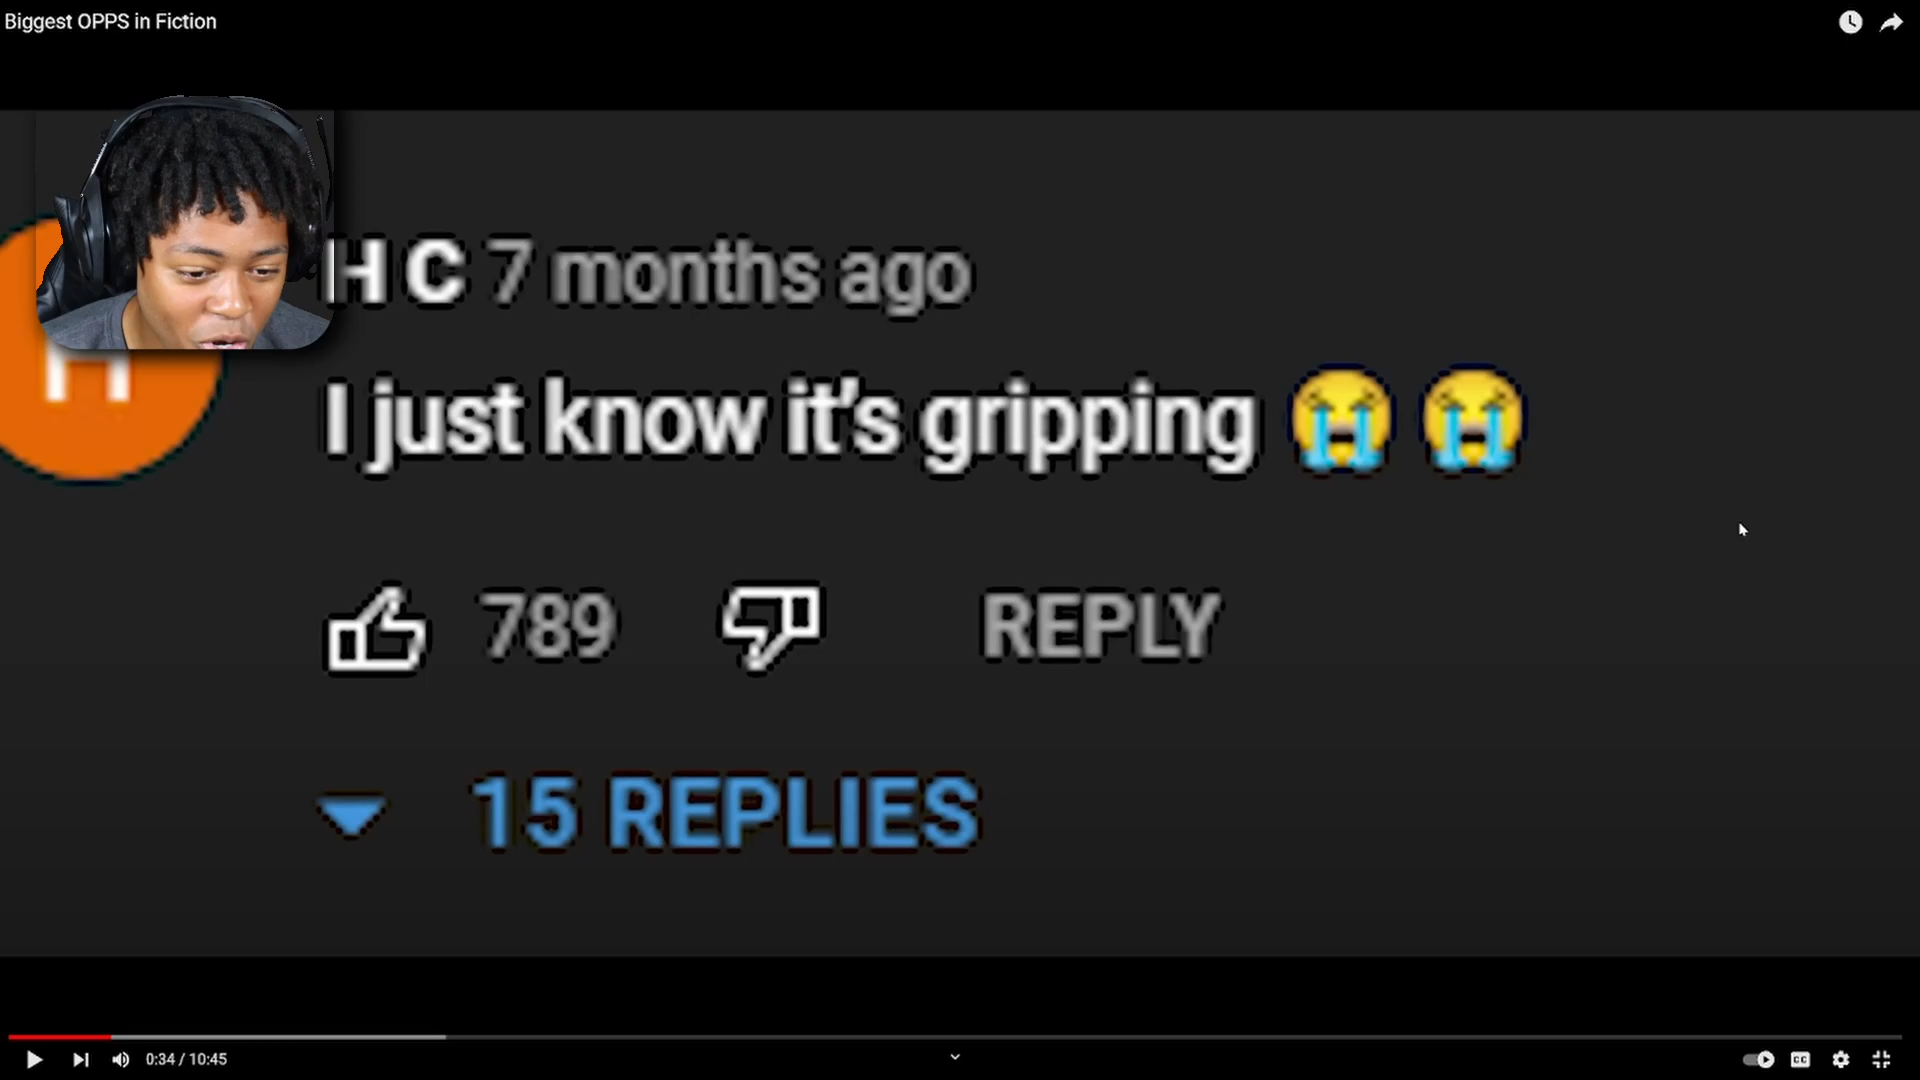 Biggest OPPS in Fiction
H C 7 months ago
I just know it's gripping 😭 😭
789 REPLY
15 REPLIES
0:34 / 10:45
CC